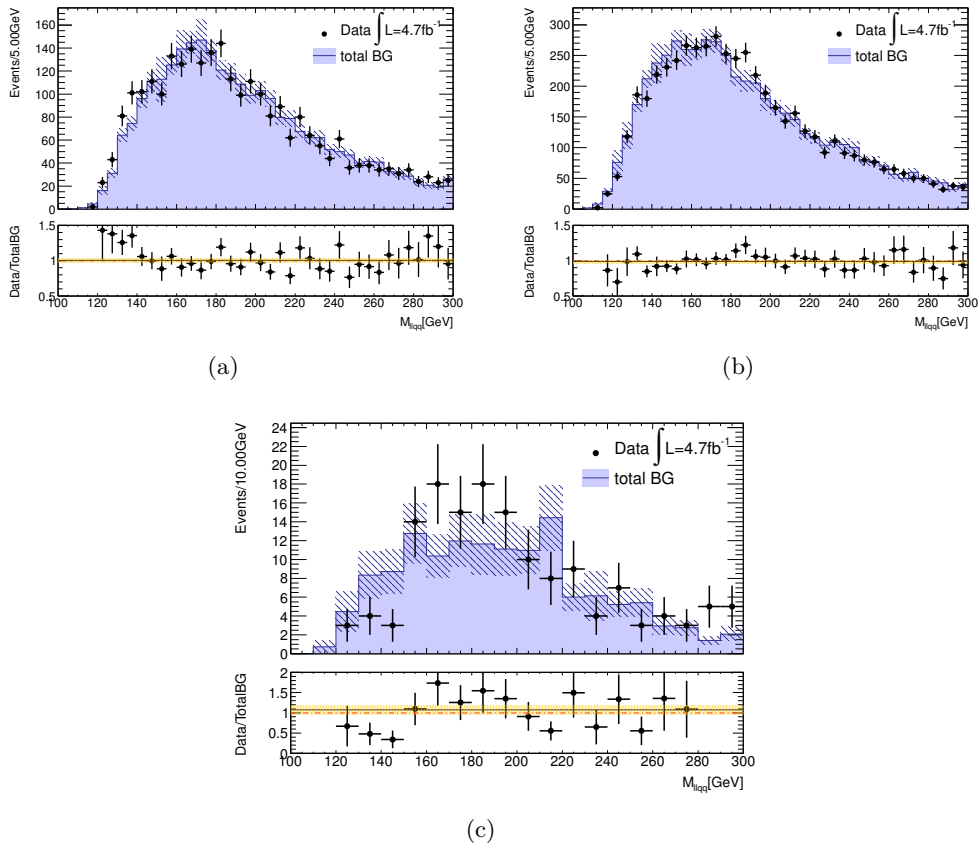 Events/5.00GeV
160
140
120
100
80
60
40
20
0
Data ∫ L=4.7fb⁻¹
total BG
Data/TotalBG
1.5
1
0.5
100 120 140 160 180 200 220 240 260 280 300
M_llqq[GeV]
(a)
Events/5.00GeV
300
250
200
150
100
50
0
Data ∫ L=4.7fb⁻¹
total BG
Data/TotalBG
1.5
1
0.5
100 120 140 160 180 200 220 240 260 280 300
M_llqq[GeV]
(b)
Events/10.00GeV
24
22
20
18
16
14
12
10
8
6
4
2
0
Data ∫ L=4.7fb⁻¹
total BG
Data/TotalBG
2
1.5
1
0.5
0
100 120 140 160 180 200 220 240 260 280 300
M_llqq[GeV]
(c)